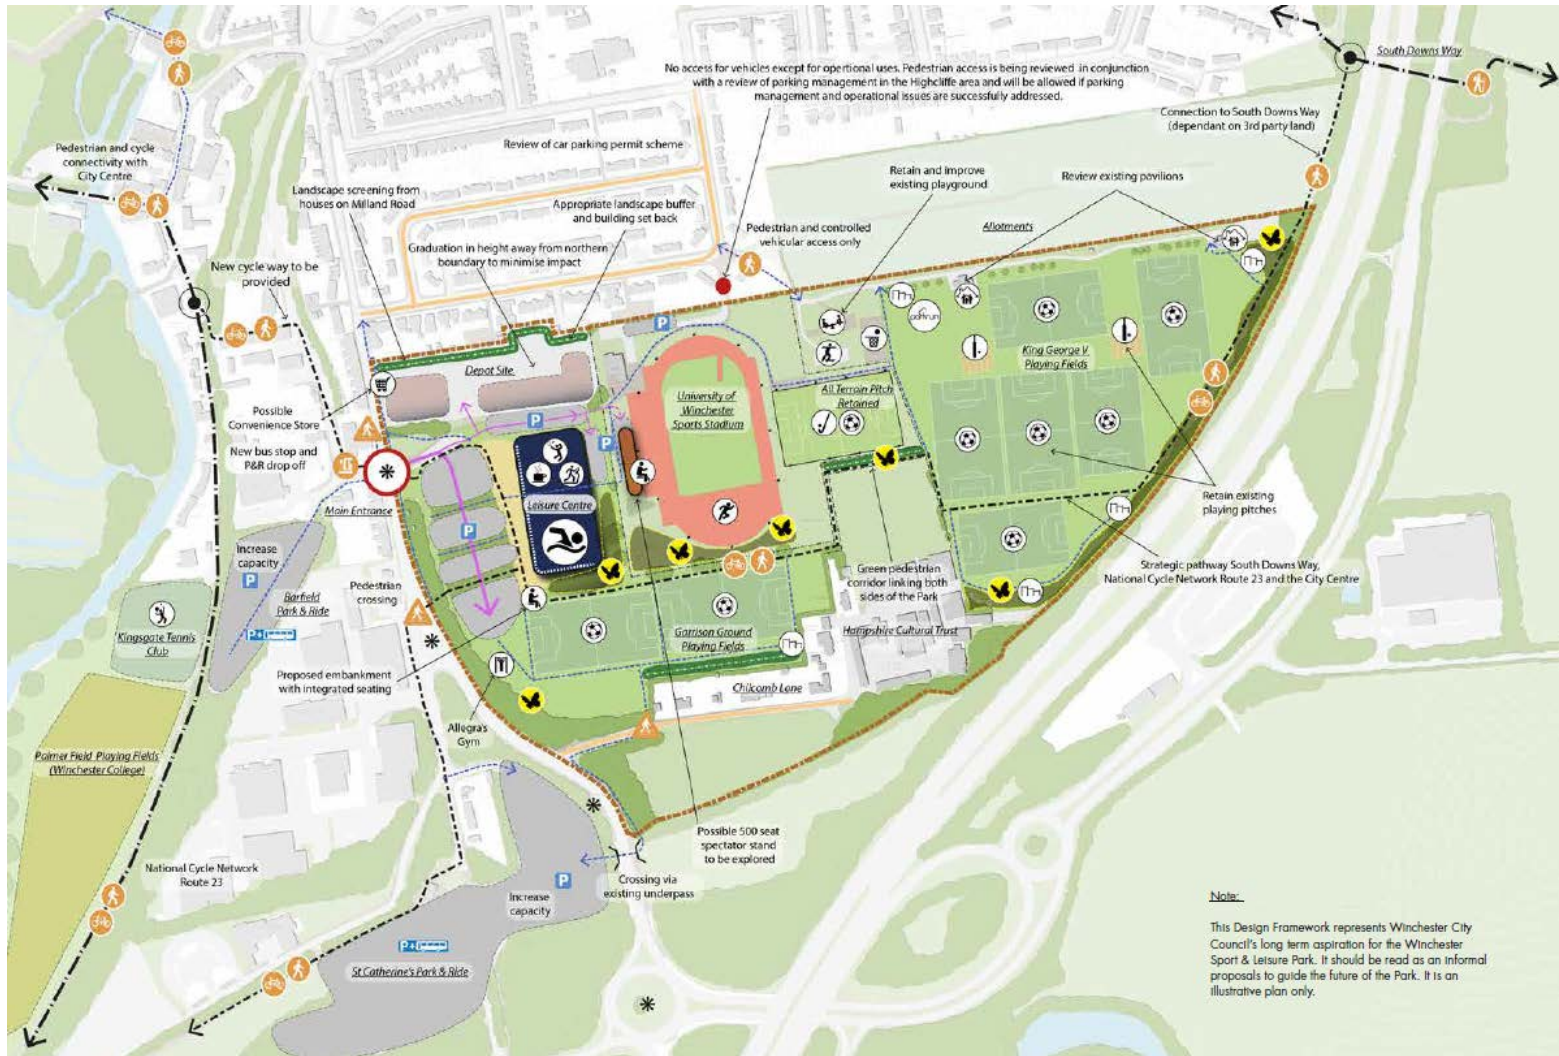 South Downs Way
No access for vehicles except for opertional uses. Pedestrian access is being reviewed in conjunction
with a review of parking management in the Highcliffe area and will be allowed if parking
management and operational issues are successfully addressed.
Connection to South Downs Way
(dependant on 3rd party land)
Pedestrian and cycle
connectivity with
City Centre
Review of car parking permit scheme
Retain and improve
existing playground
Review existing pavilions
Landscape screening from
houses on Milland Road
Appropriate landscape buffer
and building set back
Graduation in height away from northern
boundary to minimise impact
Pedestrian and controlled
vehicular access only
Allotments
New cycle way to be
provided
P
parkrun
King George V
Playing Fields
Depot Site
University of
Winchester
Sports Stadium
All Terrain Pitch
Retained
Possible
Convenience Store
P
P
New bus stop and
P&R drop off
Leisure Centre
Main Entrance
P
Retain existing
playing pitches
Increase
capacity
P
Pedestrian
crossing
Green pedestrian
corridor linking both
sides of the Park
Strategic pathway South Downs Way,
National Cycle Network Route 23 and the City Centre
Barfield
Park & Ride
P+
Kingsgate Tennis
Club
Garrison Ground
Playing Fields
Hampshire Cultural Trust
Proposed embankment
with integrated seating
Chilcomb Lane
Allegra's
Gym
Palmer Field Playing Fields
(Winchester College)
Possible 500 seat
spectator stand
to be explored
National Cycle Network
Route 23
P
Crossing via
existing underpass
Increase
capacity
P+
St Catherine's Park & Ride
Note:
This Design Framework represents Winchester City
Council's long term aspiration for the Winchester
Sport & Leisure Park. It should be read as an informal
proposals to guide the future of the Park. It is an
illustrative plan only.